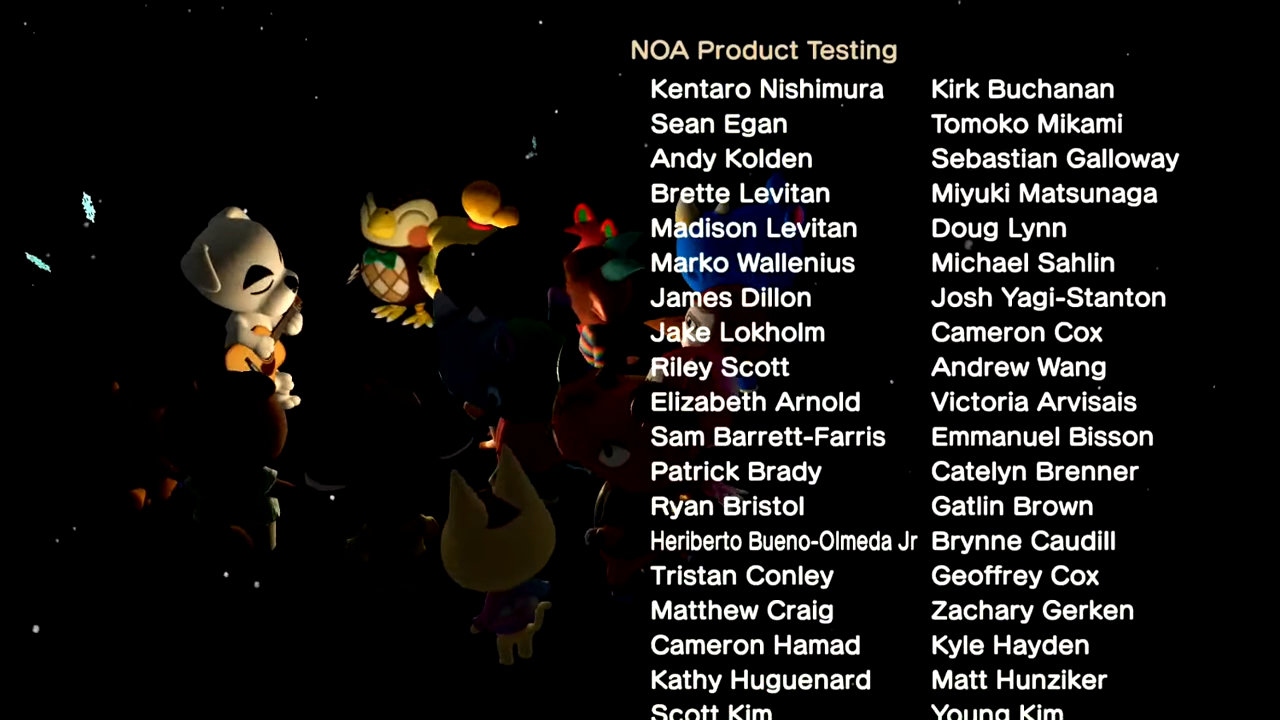 NOA Product Testing
Kentaro Nishimura Kirk Buchanan
Sean Egan Tomoko Mikami
Andy Kolden Sebastian Galloway
Brette Levitan Miyuki Matsunaga
Madison Levitan Doug Lynn
Marko Wallenius Michael Sahlin
James Dillon Josh Yagi-Stanton
Jake Lokholm Cameron Cox
Riley Scott Andrew Wang
Elizabeth Arnold Victoria Arvisais
Sam Barrett-Farris Emmanuel Bisson
Patrick Brady Catelyn Brenner
Ryan Bristol Gatlin Brown
Heriberto Bueno-Olmeda Jr Brynne Caudill
Tristan Conley Geoffrey Cox
Matthew Craig Zachary Gerken
Cameron Hamad Kyle Hayden
Kathy Huguenard Matt Hunziker
Scott Kim Young Kim